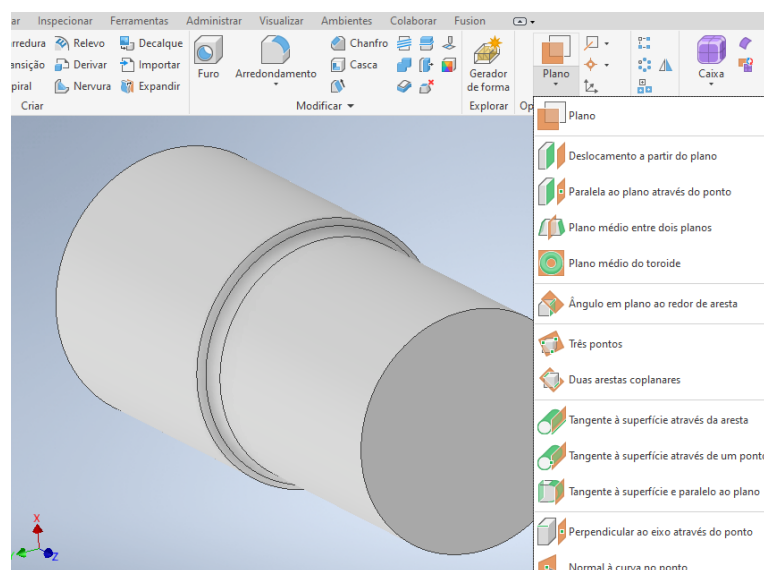 ar Inspecionar Ferramentas Administrar Visualizar Ambientes Colaborar Fusion
rredura Relevo Decalque Chanfro
ansição Derivar Importar Furo Arredondamento Casca Gerador de forma Plano Caixa
piral Nervura Expandir
Criar Modificar Explorar Op
Plano
Deslocamento a partir do plano
Paralela ao plano através do ponto
Plano médio entre dois planos
Plano médio do toroide
Ângulo em plano ao redor de aresta
Três pontos
Duas arestas coplanares
Tangente à superfície através da aresta
Tangente à superfície através de um ponto
Tangente à superfície e paralelo ao plano
Perpendicular ao eixo através do ponto
Normal à curva no ponto
X
Z